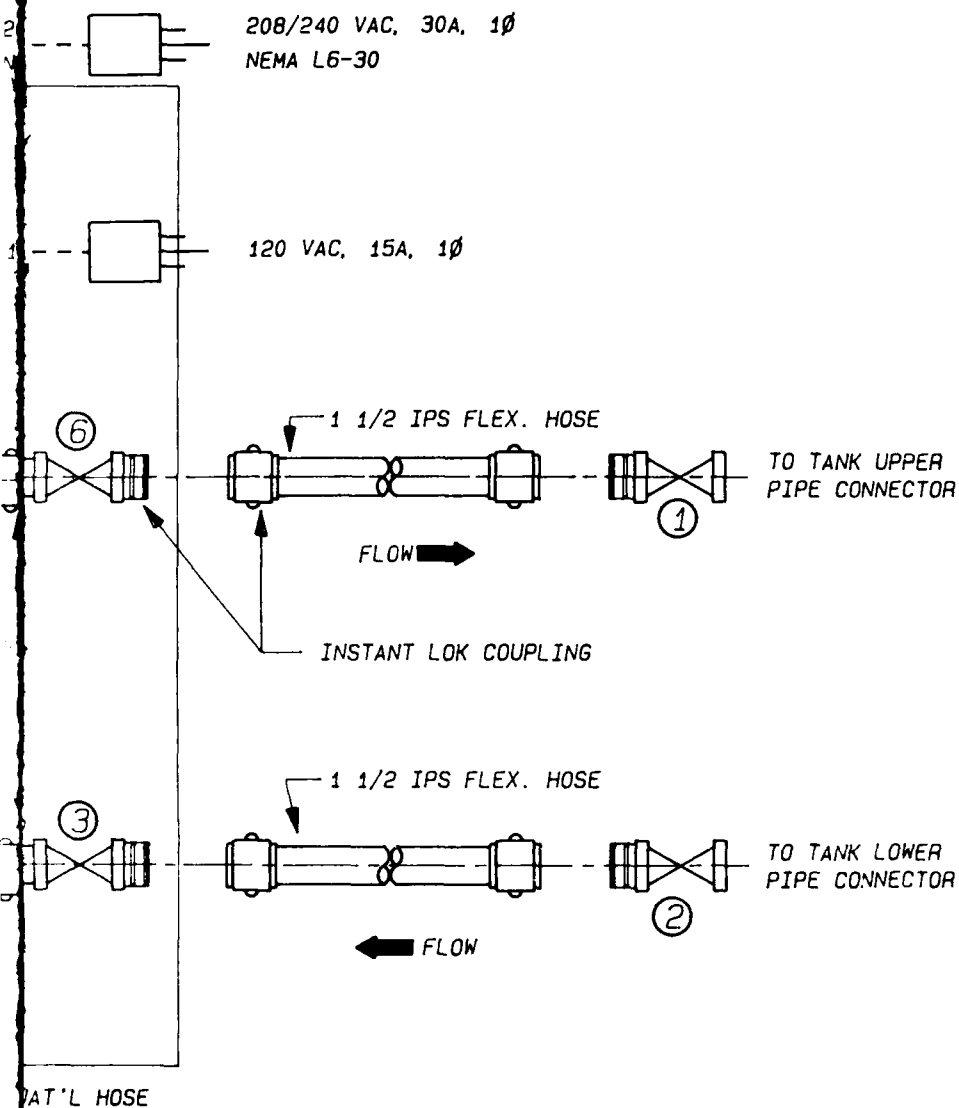 208/240 VAC, 30A, 1Ø
NEMA L6-30
120 VAC, 15A, 1Ø
6
1 1/2 IPS FLEX. HOSE
TO TANK UPPER
PIPE CONNECTOR
1
FLOW
INSTANT LOK COUPLING
1 1/2 IPS FLEX. HOSE
3
TO TANK LOWER
PIPE CONNECTOR
2
FLOW
AT'L HOSE